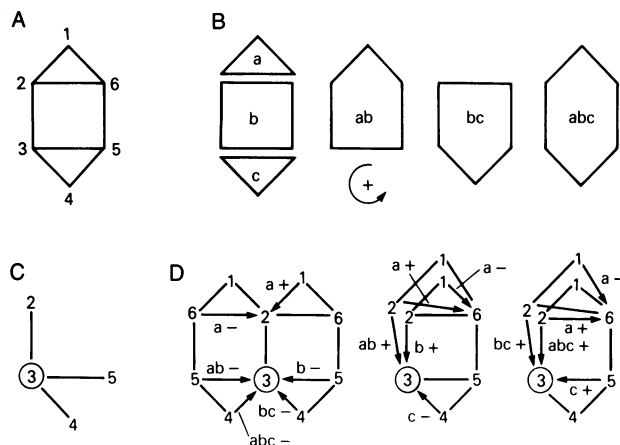 A
1
2
6
3
5
4
B
a
b
c
ab
bc
abc
+
C
2
3
5
4
D
1
a +
1
6
2
6
a –
5
ab –
3
b –
5
4
bc –
4
abc –
a +
1
a –
1
2
2
6
ab +
b +
3
5
c –
4
1
a –
1
2
2
6
a +
bc +
abc +
3
c +
5
4